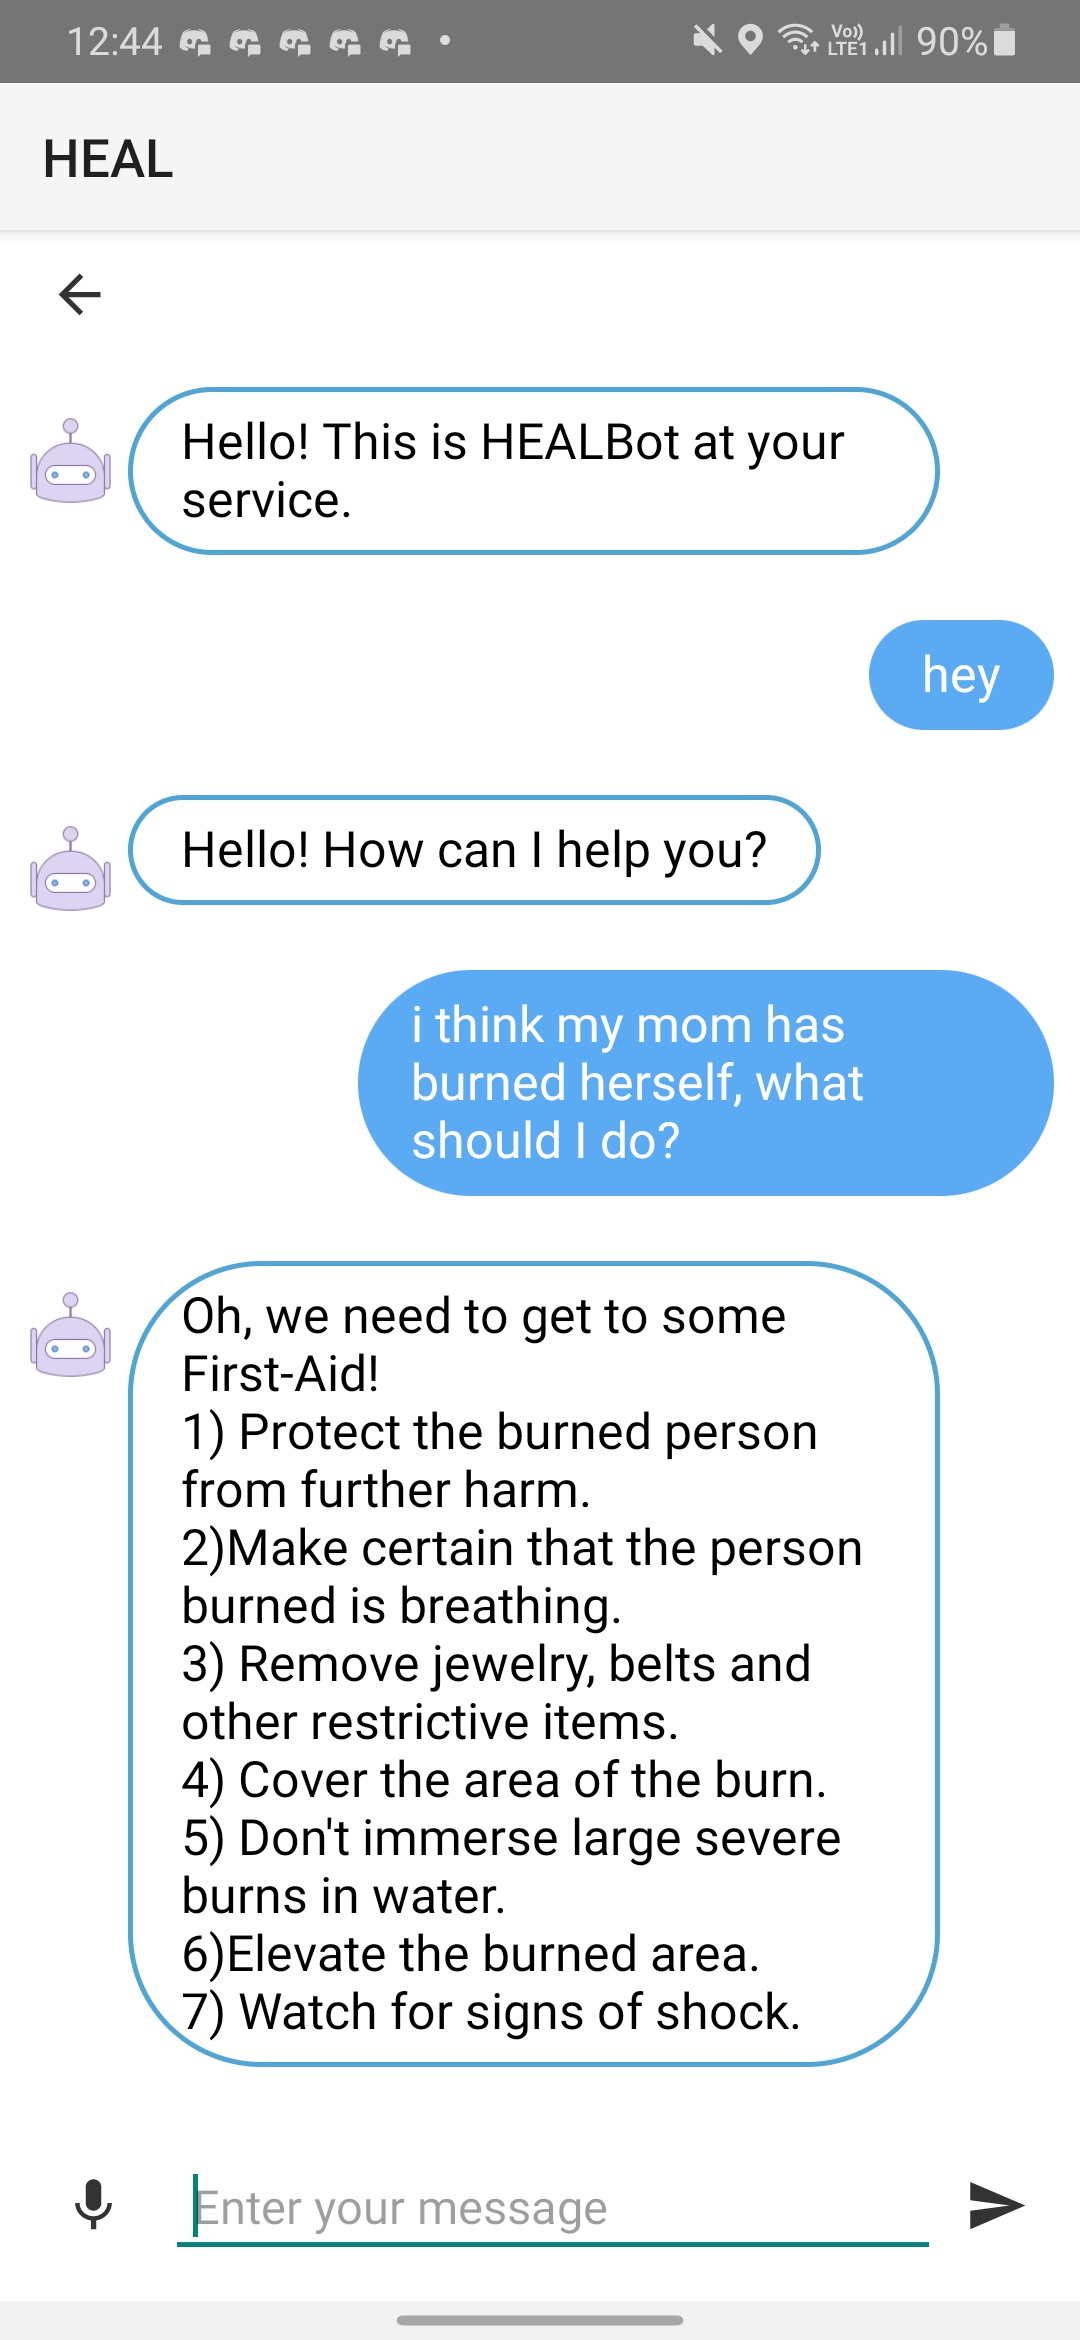 12:44
Vo)) LTE1 90%
HEAL
Hello! This is HEALBot at your
service.
hey
Hello! How can I help you?
i think my mom has
burned herself, what
should I do?
Oh, we need to get to some
First-Aid!
1) Protect the burned person
from further harm.
2)Make certain that the person
burned is breathing.
3) Remove jewelry, belts and
other restrictive items.
4) Cover the area of the burn.
5) Don't immerse large severe
burns in water.
6)Elevate the burned area.
7) Watch for signs of shock.
Enter your message